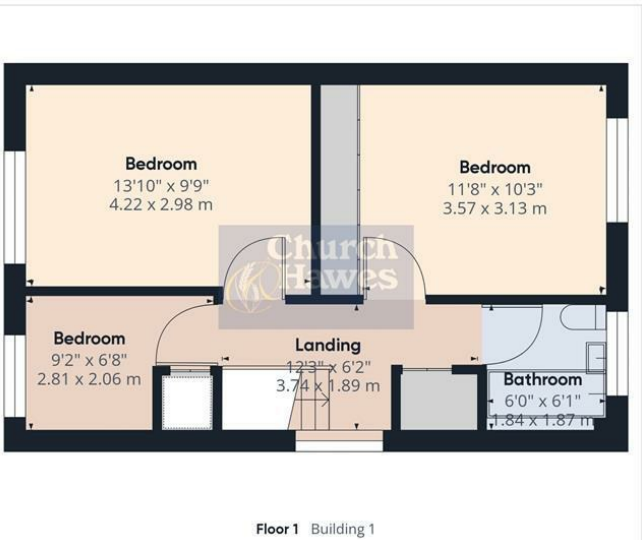 Bedroom
13'10" x 9'9"
4.22 x 2.98 m
Bedroom
11'8" x 10'3"
3.57 x 3.13 m
Church
Hawes
Bedroom
9'2" x 6'8"
2.81 x 2.06 m
Landing
12'3" x 6'2"
3.74 x 1.89 m
Bathroom
6'0" x 6'1"
1.84 x 1.87 m
Floor 1 Building 1